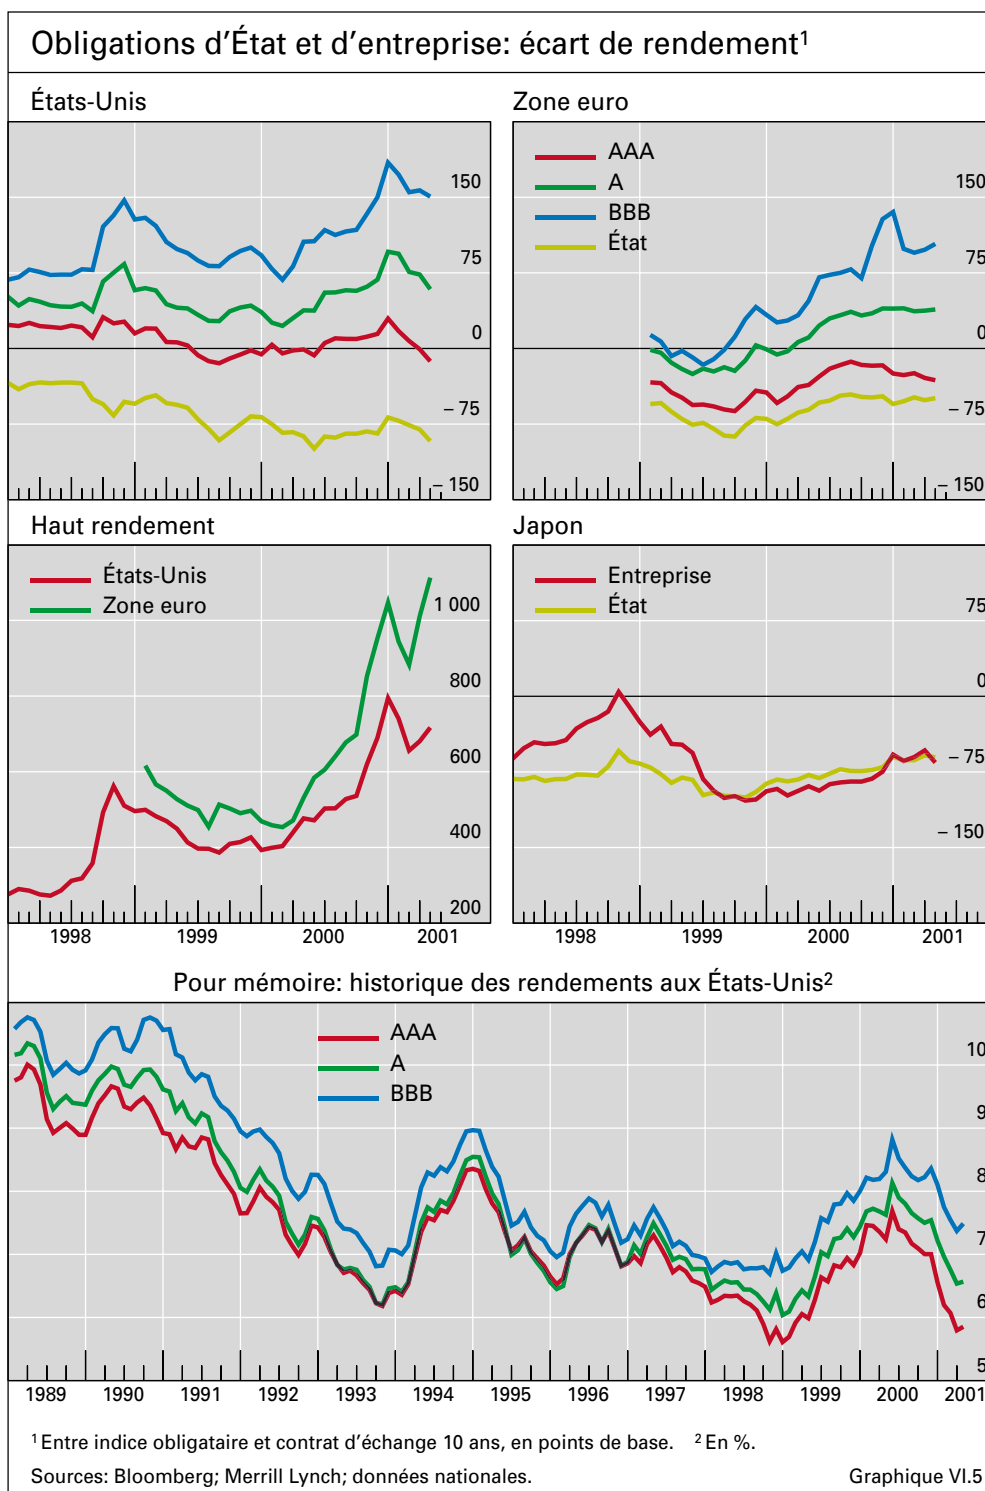 Obligations d'État et d'entreprise: écart de rendement¹
États-Unis
150
75
0
– 75
– 150
Zone euro
AAA
A
BBB
État
150
75
0
– 75
– 150
Haut rendement
États-Unis
Zone euro
1 000
800
600
400
200
1998 1999 2000 2001
Japon
Entreprise
État
75
0
– 75
– 150
1998 1999 2000 2001
Pour mémoire: historique des rendements aux États-Unis²
AAA
A
BBB
10
9
8
7
6
5
1989 1990 1991 1992 1993 1994 1995 1996 1997 1998 1999 2000 2001
¹ Entre indice obligataire et contrat d'échange 10 ans, en points de base. ² En %.
Sources: Bloomberg; Merrill Lynch; données nationales. Graphique VI.5